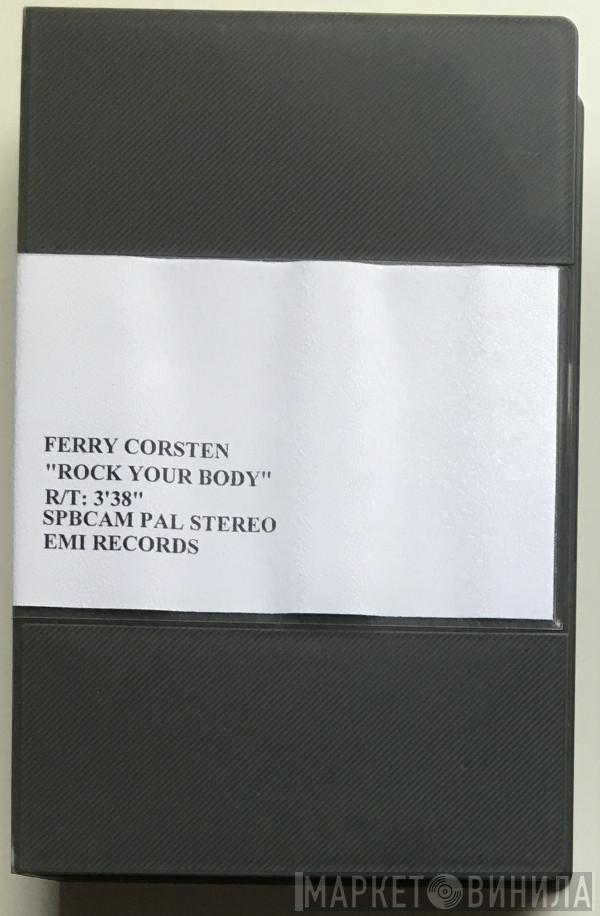 FERRY CORSTEN
"ROCK YOUR BODY"
R/T: 3'38"
SPBCAM PAL STEREO
EMI RECORDS
МАРКЕТ ВИНИЛА